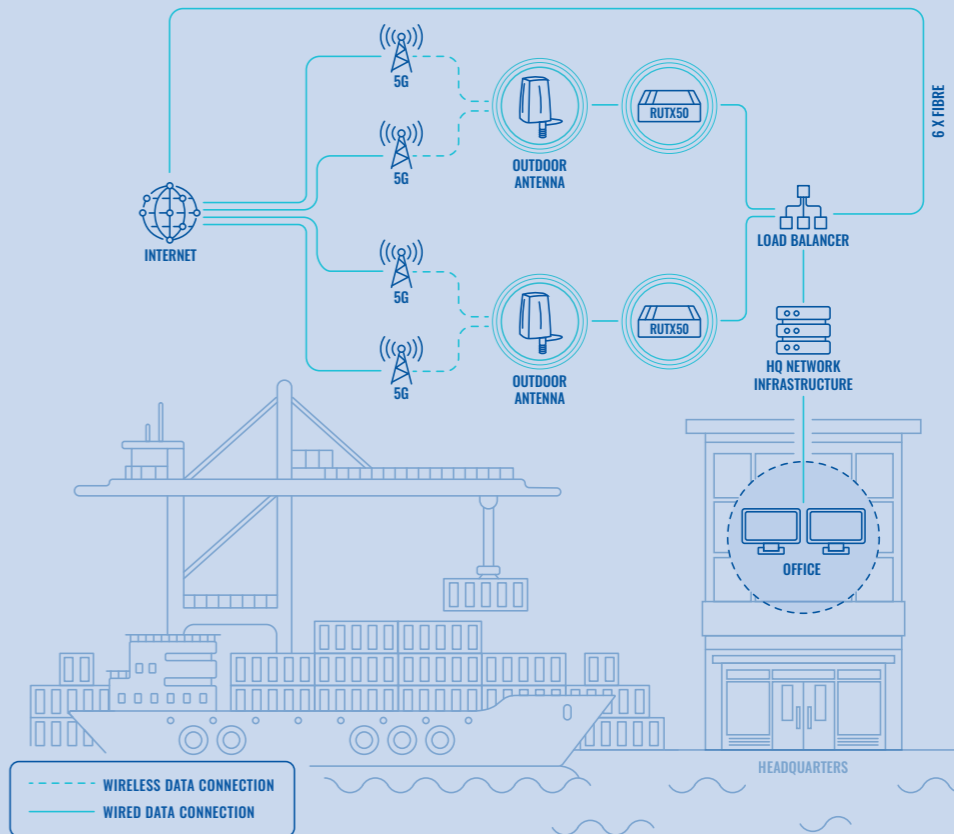 5G
6 X FIBRE
RUTX50
5G
OUTDOOR
ANTENNA
INTERNET
LOAD BALANCER
5G
RUTX50
HQ NETWORK
INFRASTRUCTURE
5G
OUTDOOR
ANTENNA
OFFICE
HEADQUARTERS
WIRELESS DATA CONNECTION
WIRED DATA CONNECTION